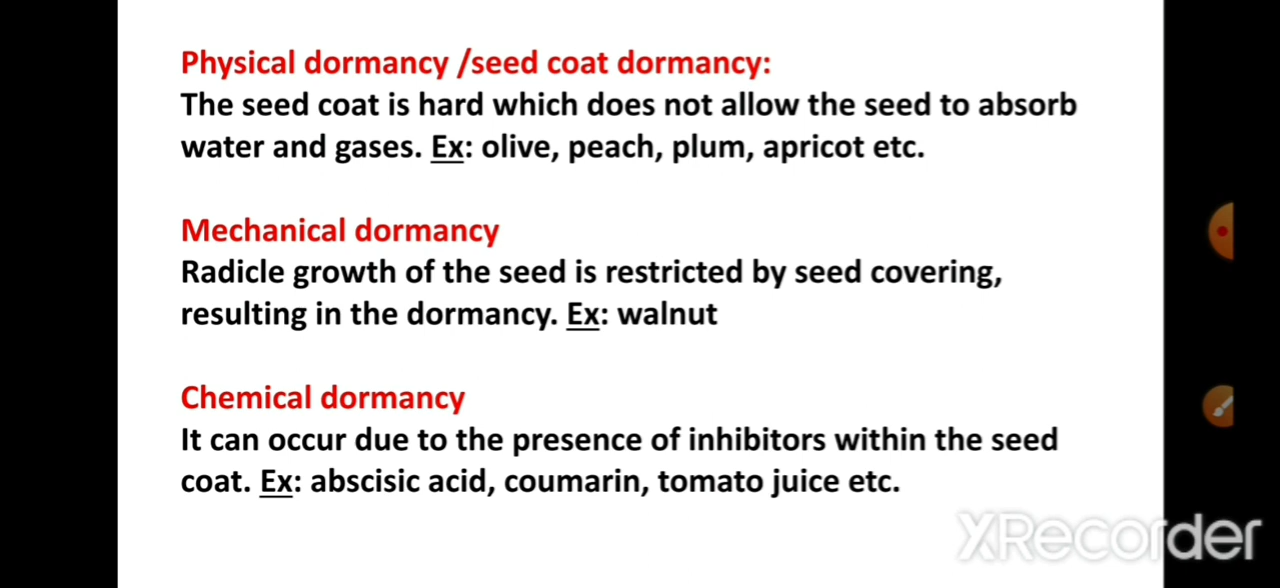 Physical dormancy /seed coat dormancy:
The seed coat is hard which does not allow the seed to absorb
water and gases. Ex: olive, peach, plum, apricot etc.
Mechanical dormancy
Radicle growth of the seed is restricted by seed covering,
resulting in the dormancy. Ex: walnut
Chemical dormancy
It can occur due to the presence of inhibitors within the seed
coat. Ex: abscisic acid, coumarin, tomato juice etc.
XRecorder